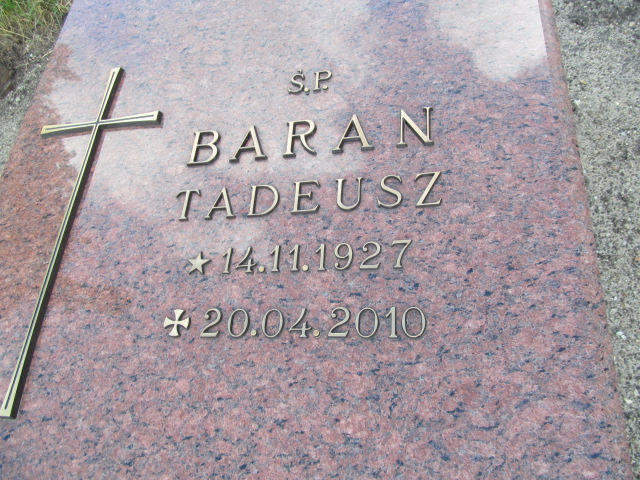 Ś.P.
BARAN
TADEUSZ
★ 14.11.1927
✠ 20.04.2010